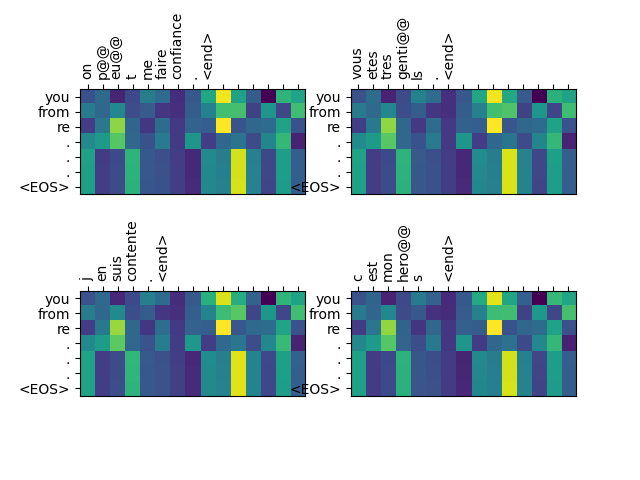 on p@@ eu@@ t me faire confiance . <end>
you
from
re
.
.
.
<EOS>
vous etes tres genti@@ ls . <end>
you
from
re
.
.
.
<EOS>
j en suis contente . <end>
you
from
re
.
.
.
<EOS>
c est mon hero@@ s <end>
you
from
re
.
.
.
<EOS>